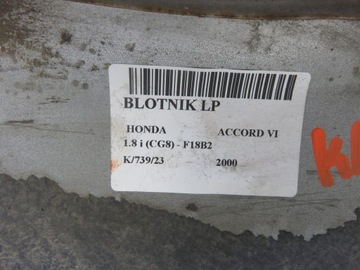 BLOTNIK LP
HONDA ACCORD VI
1.8 i (CG8) - F18B2
K/739/23 2000